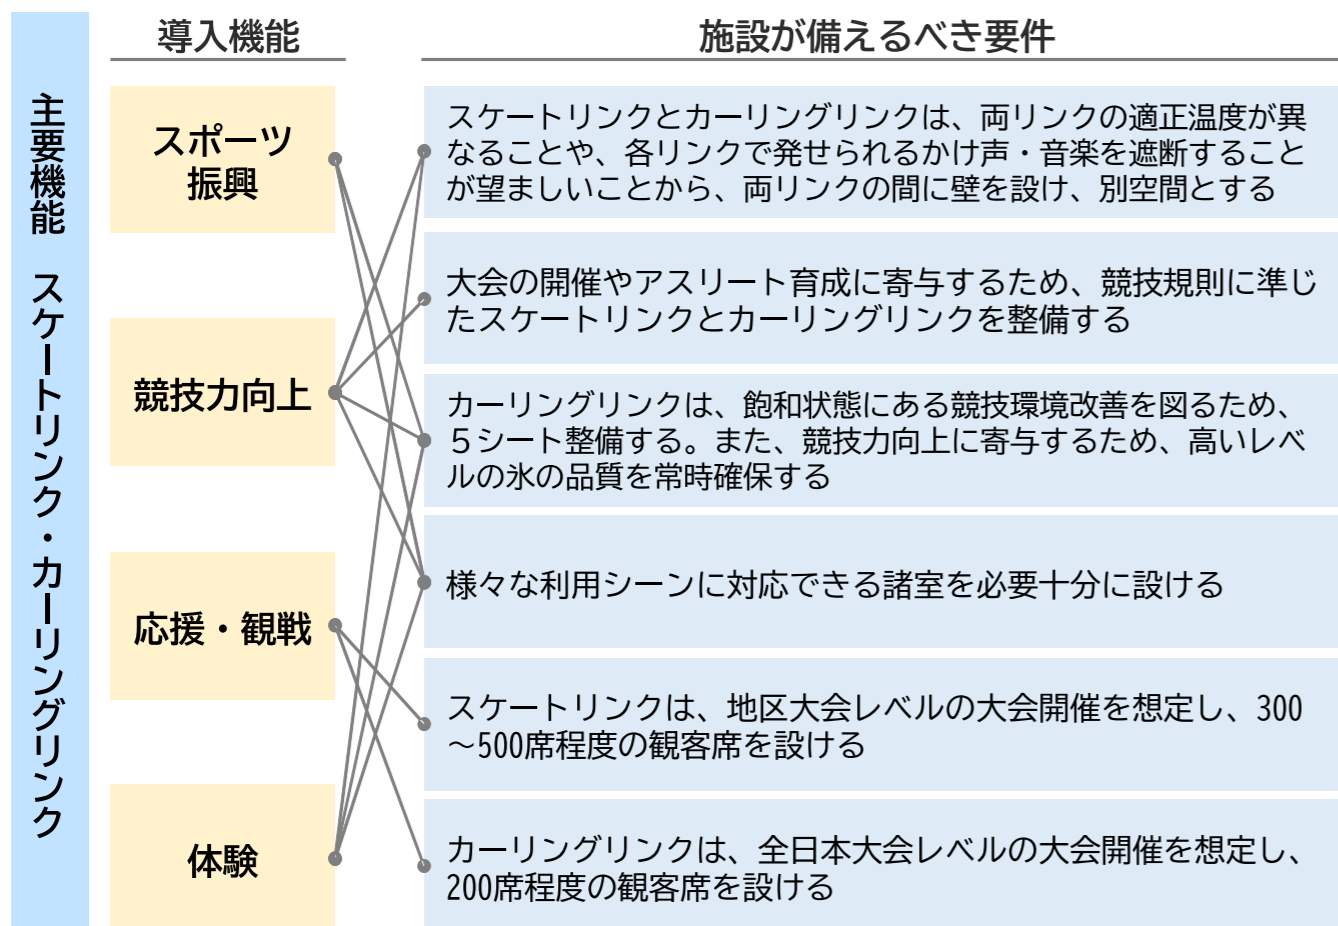 導入機能
施設が備えるべき要件
主要機能　スケートリンク・カーリングリンク
スポーツ
振興
競技力向上
応援・観戦
体験
スケートリンクとカーリングリンクは、両リンクの適正温度が異
なることや、各リンクで発せられるかけ声・音楽を遮断すること
が望ましいことから、両リンクの間に壁を設け、別空間とする
大会の開催やアスリート育成に寄与するため、競技規則に準じ
たスケートリンクとカーリングリンクを整備する
カーリングリンクは、飽和状態にある競技環境改善を図るため、
５シート整備する。また、競技力向上に寄与するため、高いレベ
ルの氷の品質を常時確保する
様々な利用シーンに対応できる諸室を必要十分に設ける
スケートリンクは、地区大会レベルの大会開催を想定し、300
～500席程度の観客席を設ける
カーリングリンクは、全日本大会レベルの大会開催を想定し、
200席程度の観客席を設ける